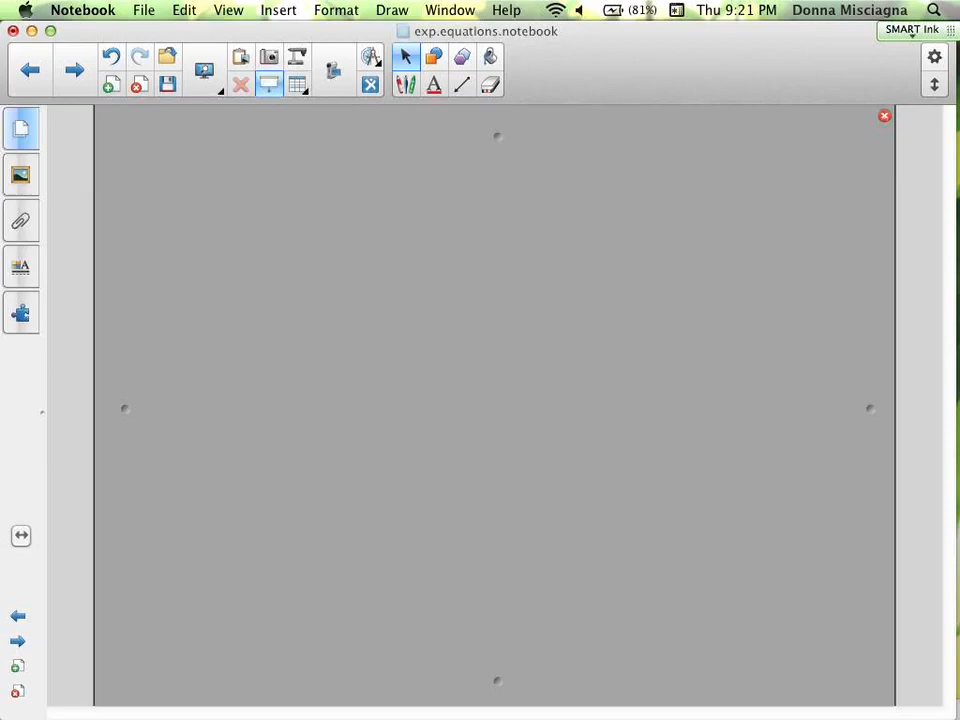 Notebook File Edit View Insert Format Draw Window Help (81%) Thu 9:21 PM Donna Misciagna
exp.equations.notebook
SMART Ink